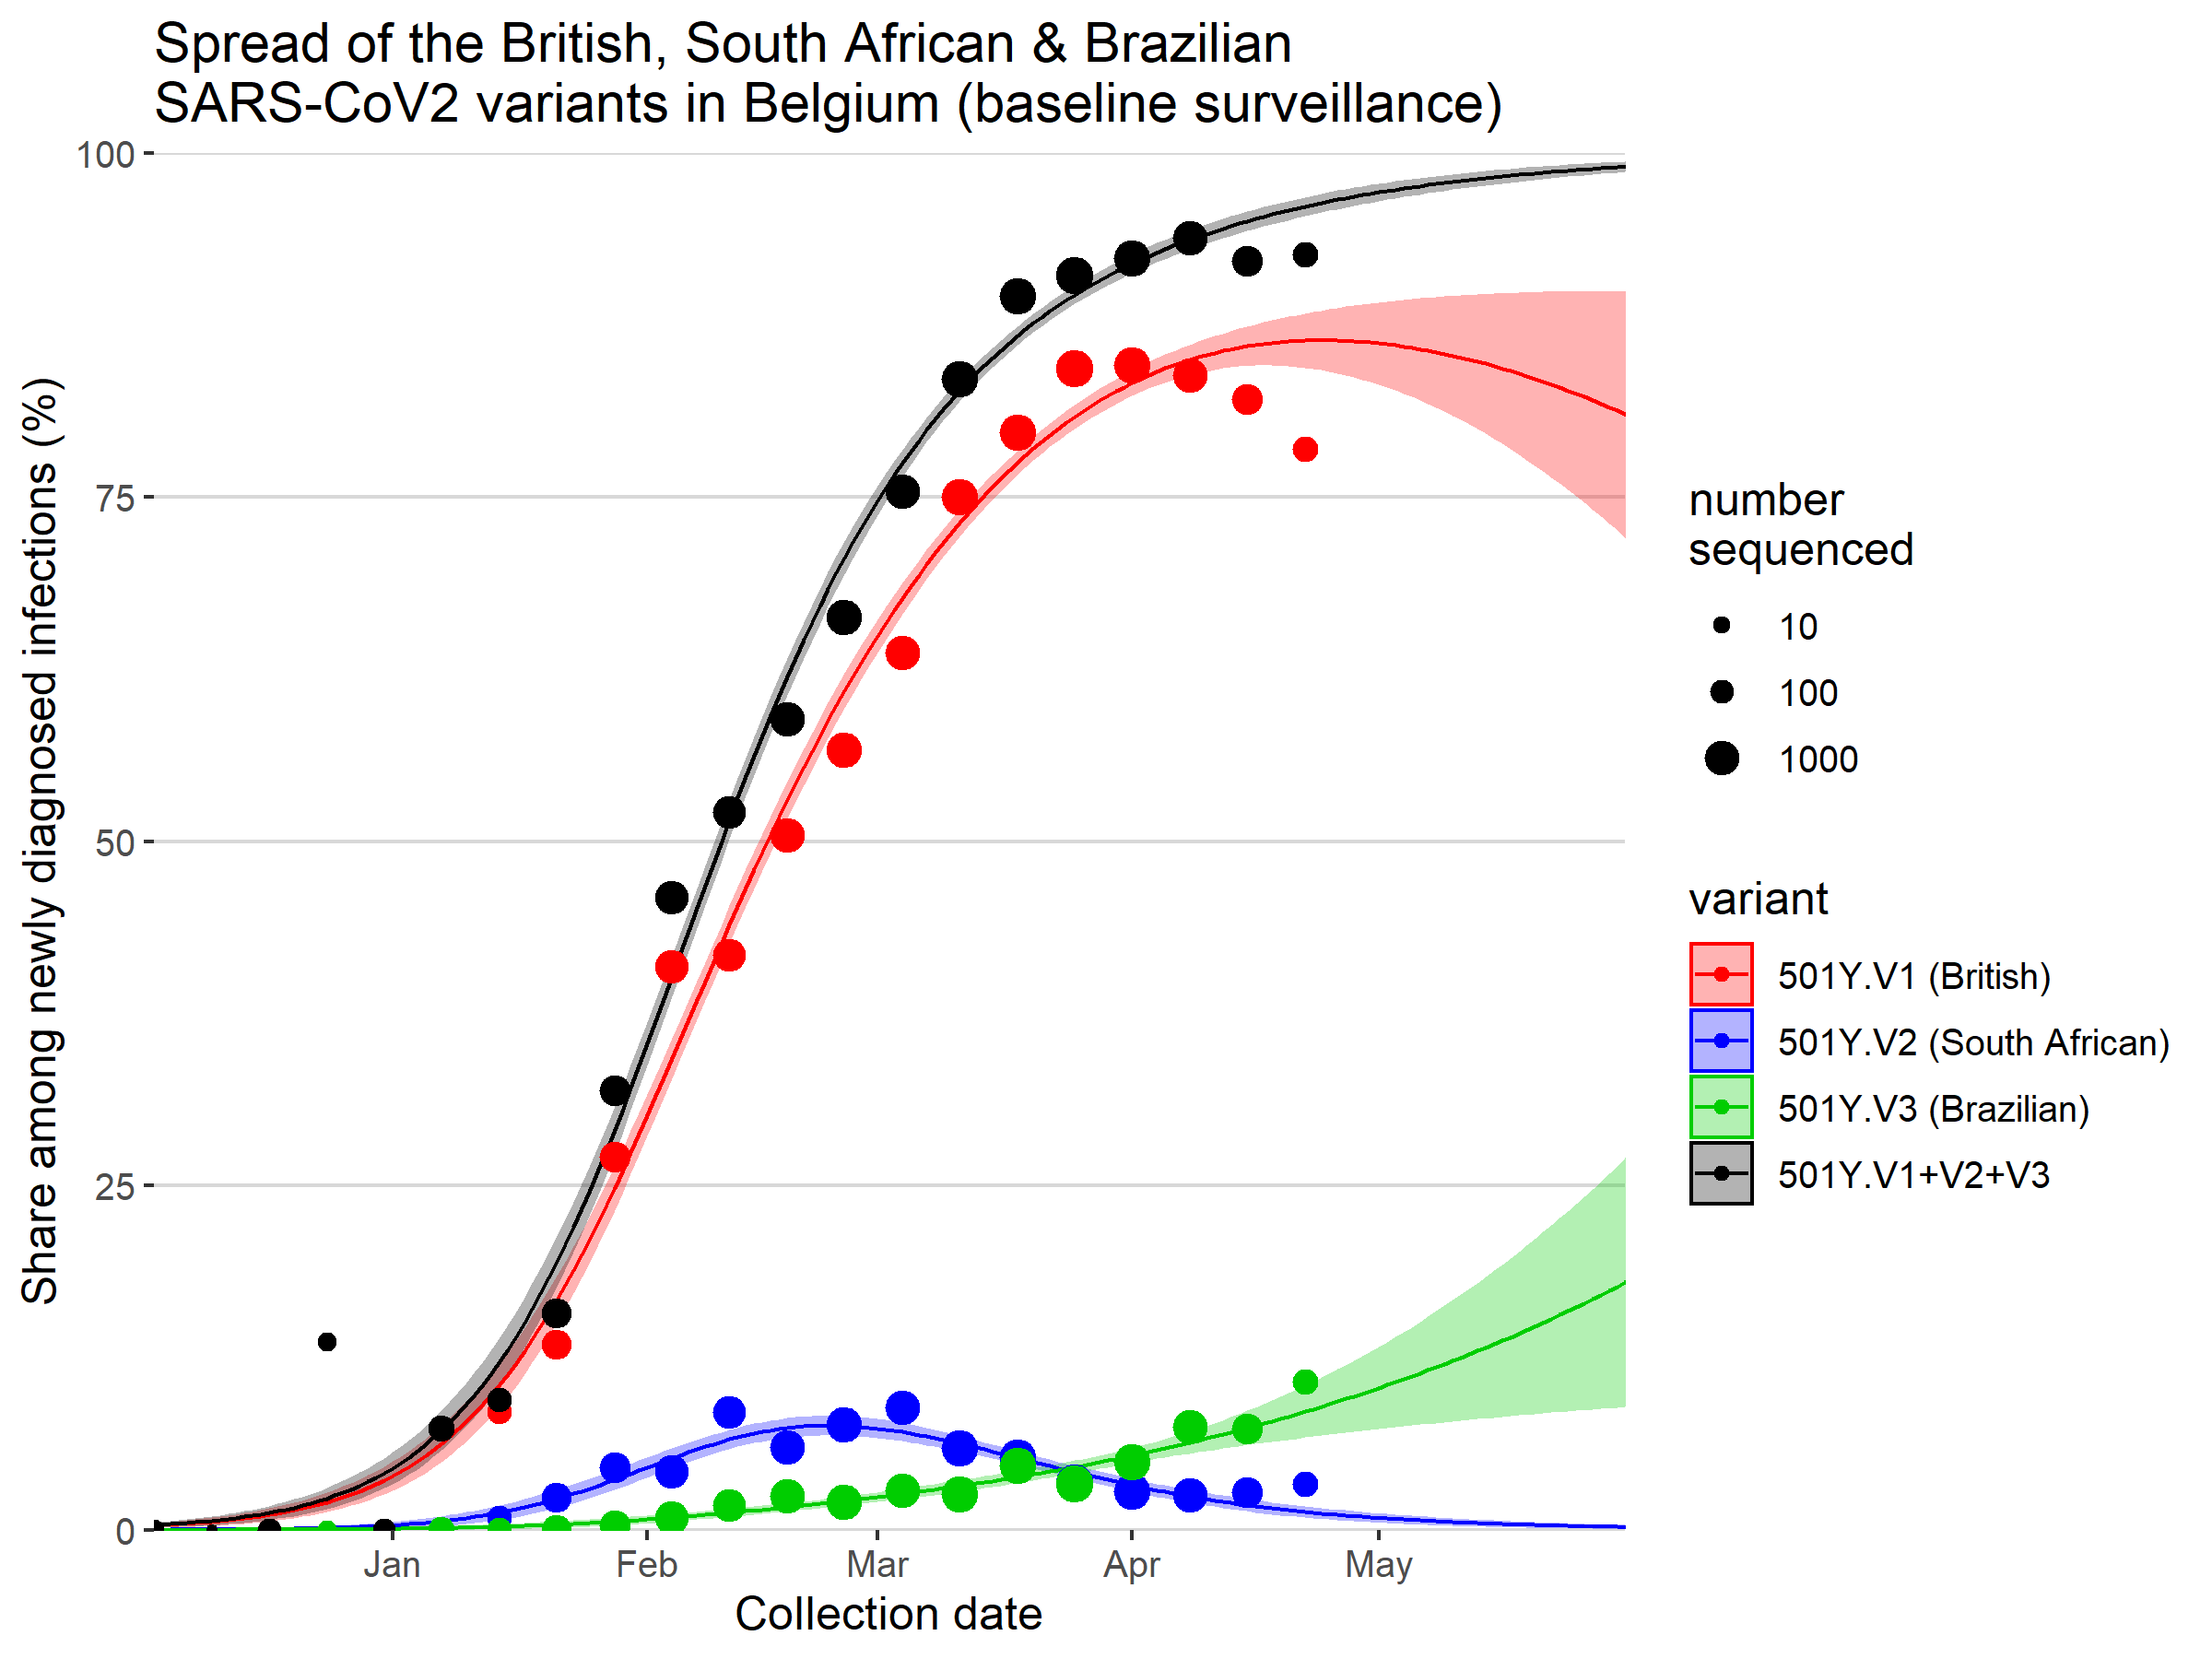 Spread of the British, South African & Brazilian
SARS-CoV2 variants in Belgium (baseline surveillance)
Share among newly diagnosed infections (%)
100
75
50
25
0
Jan
Feb
Mar
Apr
May
Collection date
number
sequenced
10
100
1000
variant
501Y.V1 (British)
501Y.V2 (South African)
501Y.V3 (Brazilian)
501Y.V1+V2+V3